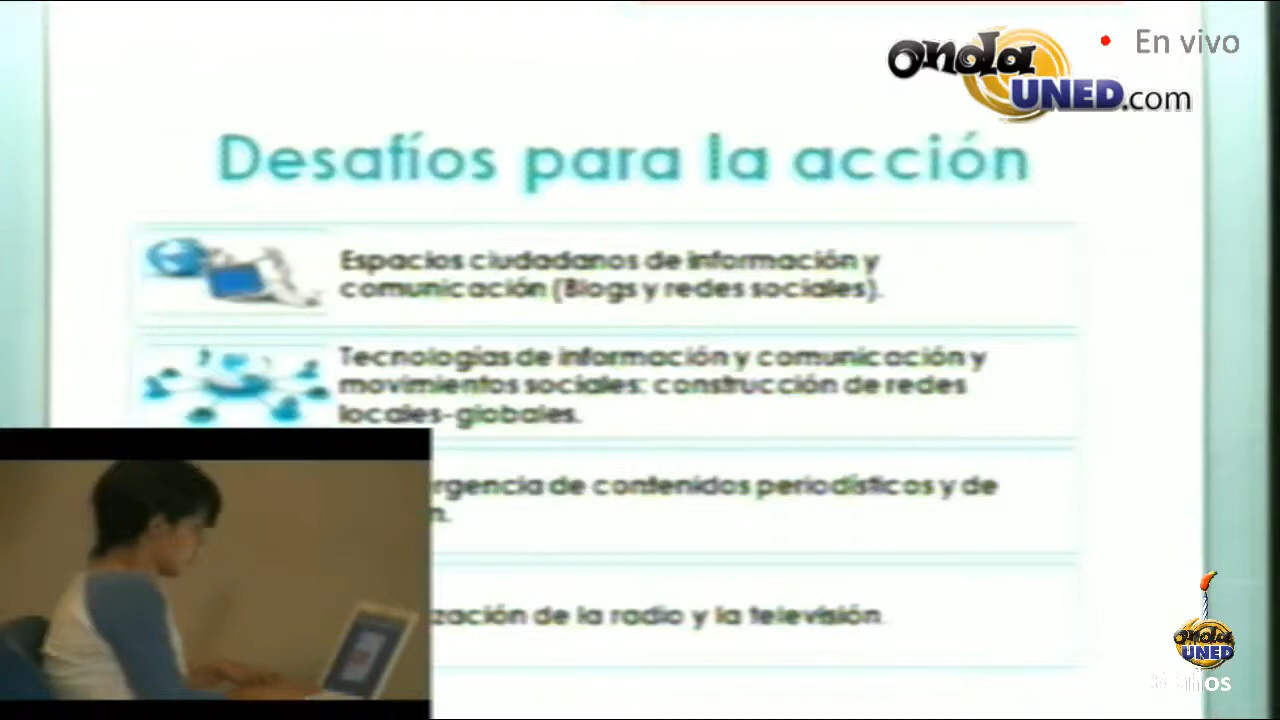 onda
UNED.com
• En vivo
Desafíos para la acción
Espacios ciudadanos de información y
comunicación (Blogs y redes sociales).
Tecnologías de información y comunicación y
movimientos sociales: construcción de redes
locales-globales.
rgencia de contenidos periodísticos y de
n.
zación de la radio y la televisión.
onda
UNED
años